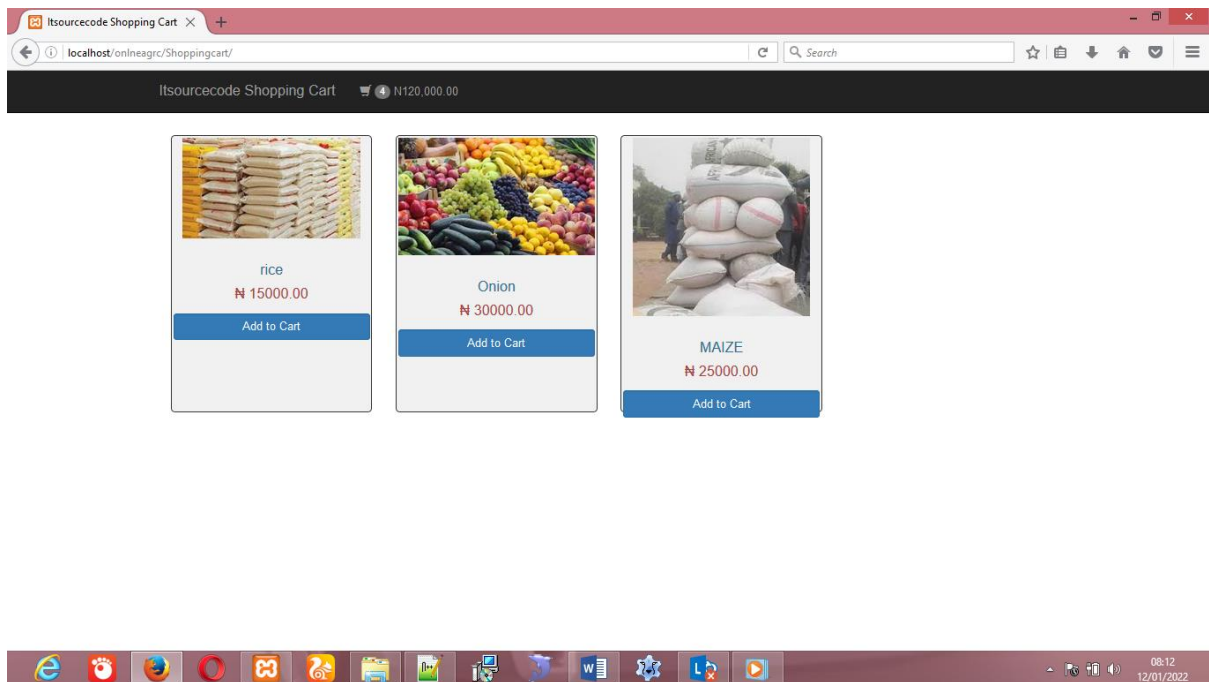 Itsourcecode Shopping Cart
localhost/onlneagrc/Shoppingcart/
Search
Itsourcecode Shopping Cart 4 N120,000.00
rice
₦ 15000.00
Add to Cart
Onion
₦ 30000.00
Add to Cart
MAIZE
₦ 25000.00
Add to Cart
08:12
12/01/2022